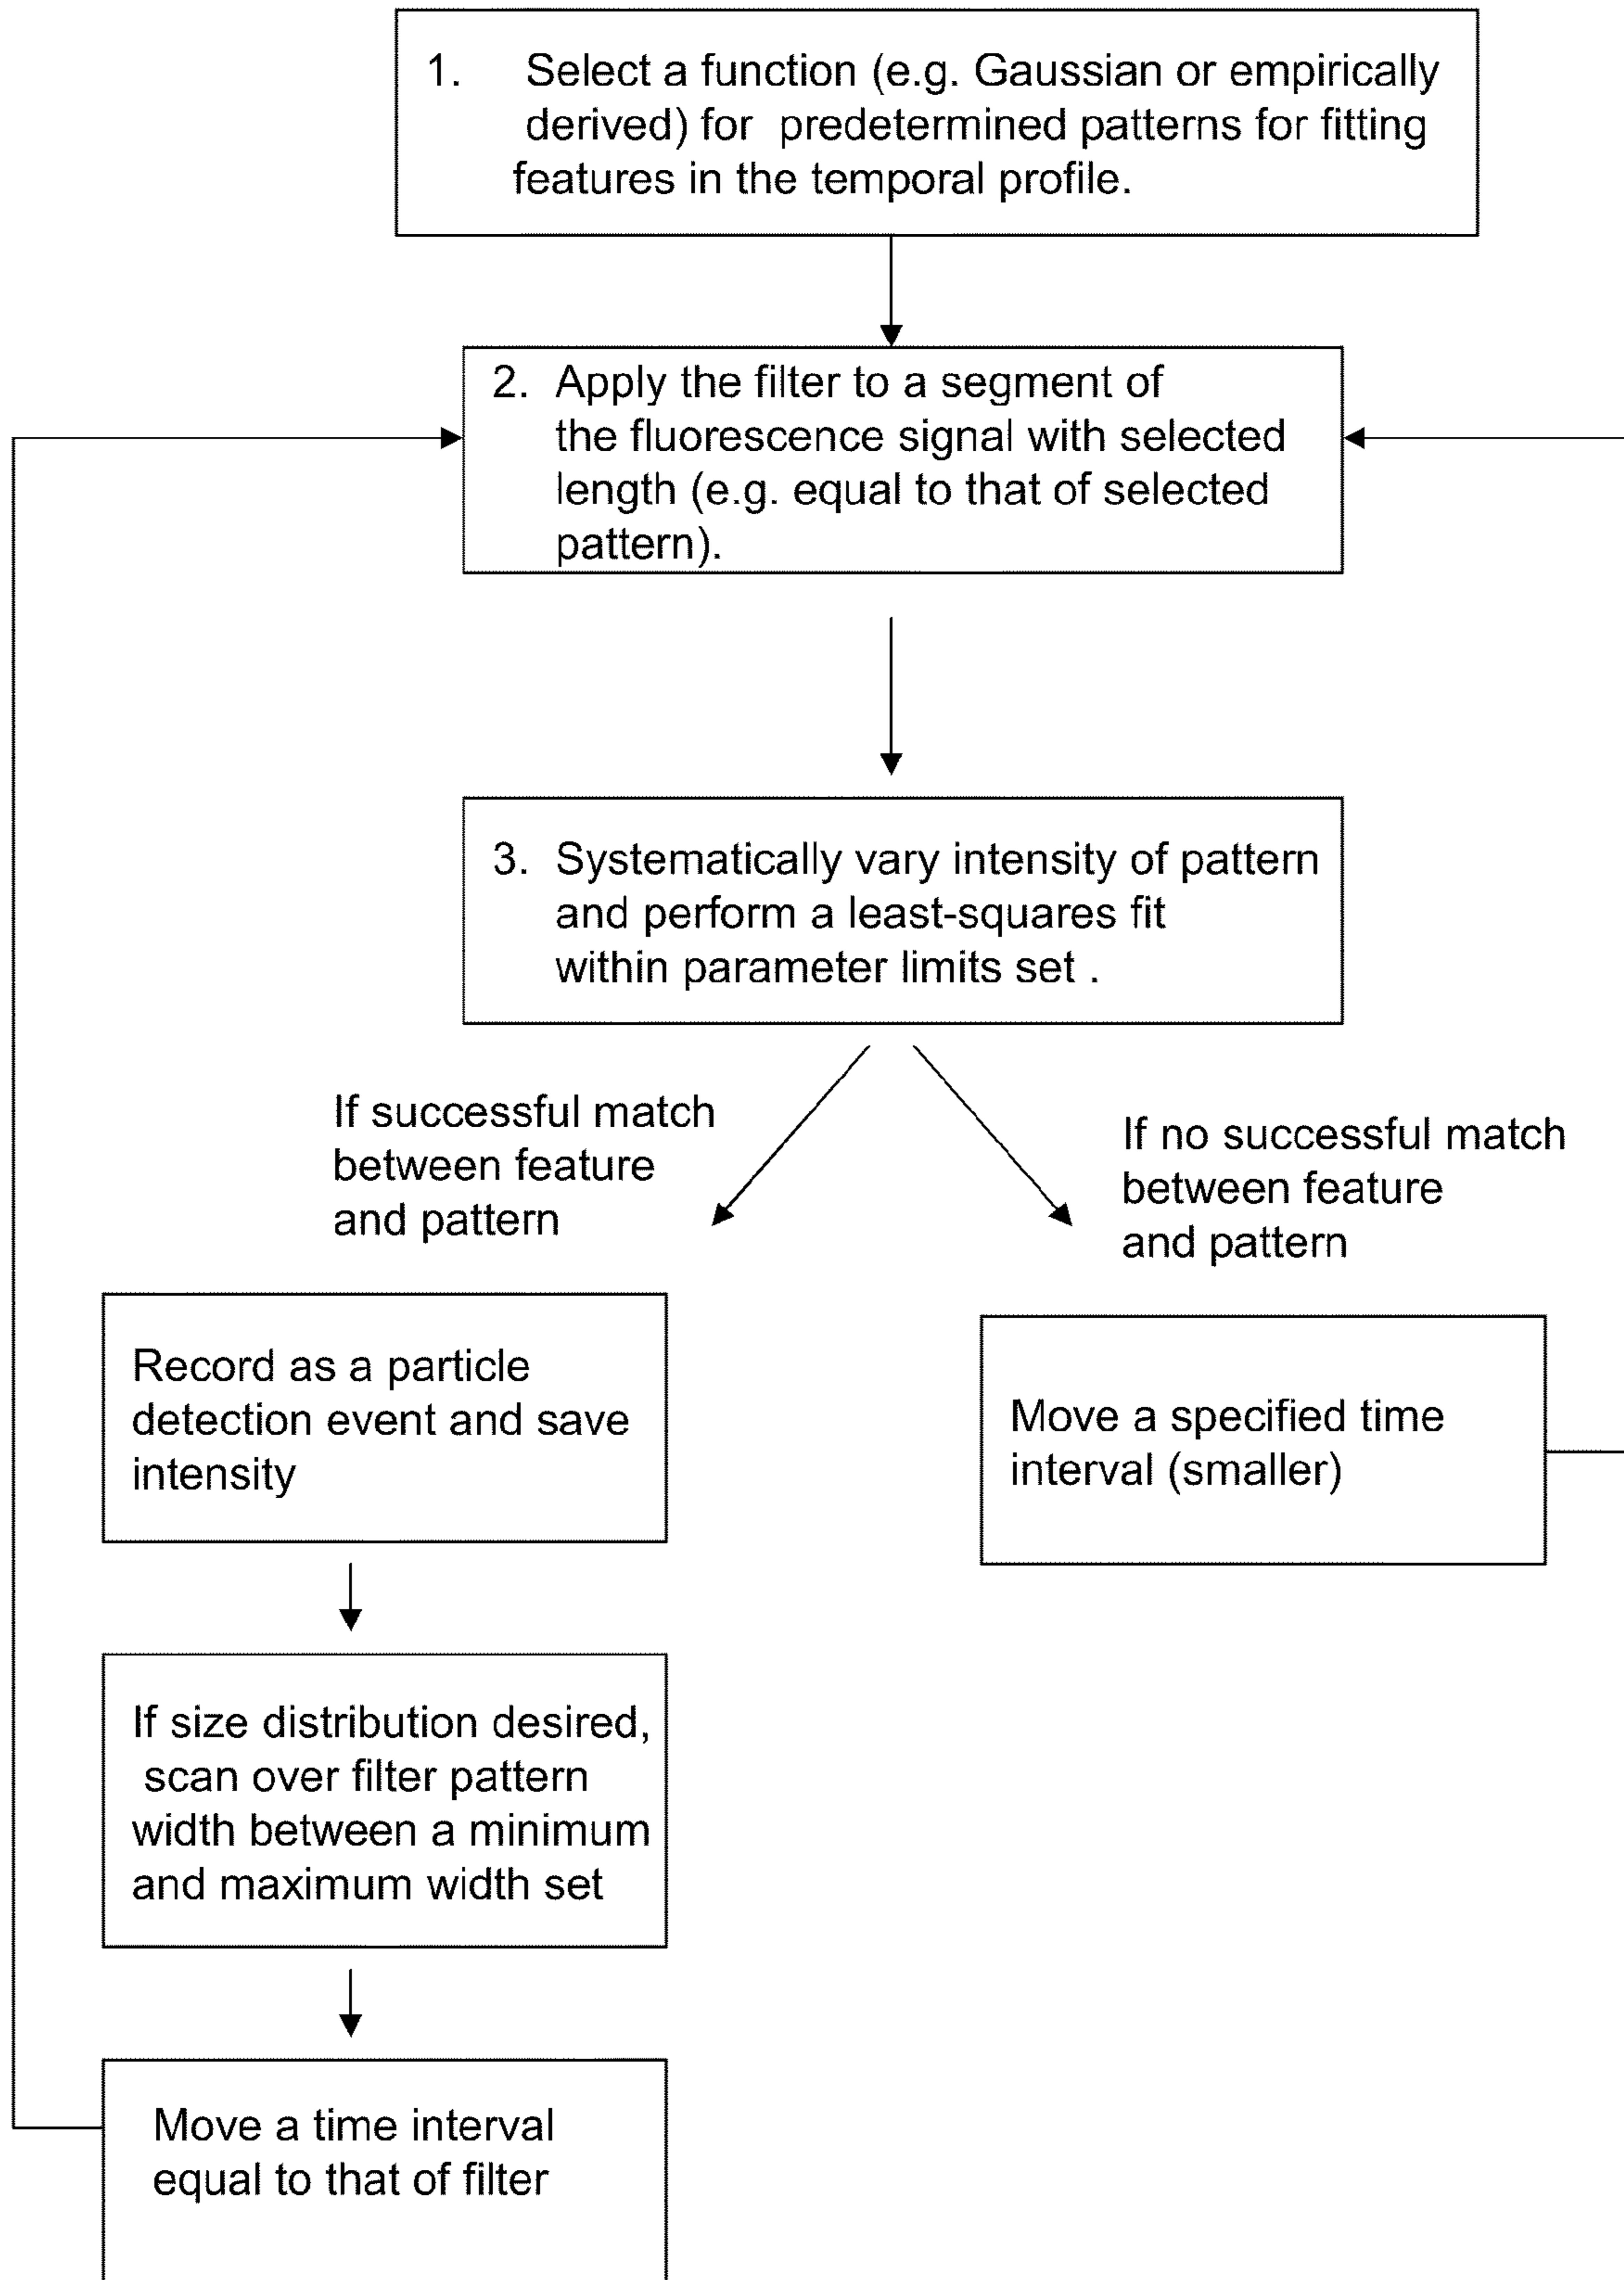 1. Select a function (e.g. Gaussian or empirically
derived) for predetermined patterns for fitting
features in the temporal profile.
2. Apply the filter to a segment of
the fluorescence signal with selected
length (e.g. equal to that of selected
pattern).
3. Systematically vary intensity of pattern
and perform a least-squares fit
within parameter limits set .
If successful match
between feature
and pattern
If no successful match
between feature
and pattern
Record as a particle
detection event and save
intensity
Move a specified time
interval (smaller)
If size distribution desired,
scan over filter pattern
width between a minimum
and maximum width set
Move a time interval
equal to that of filter